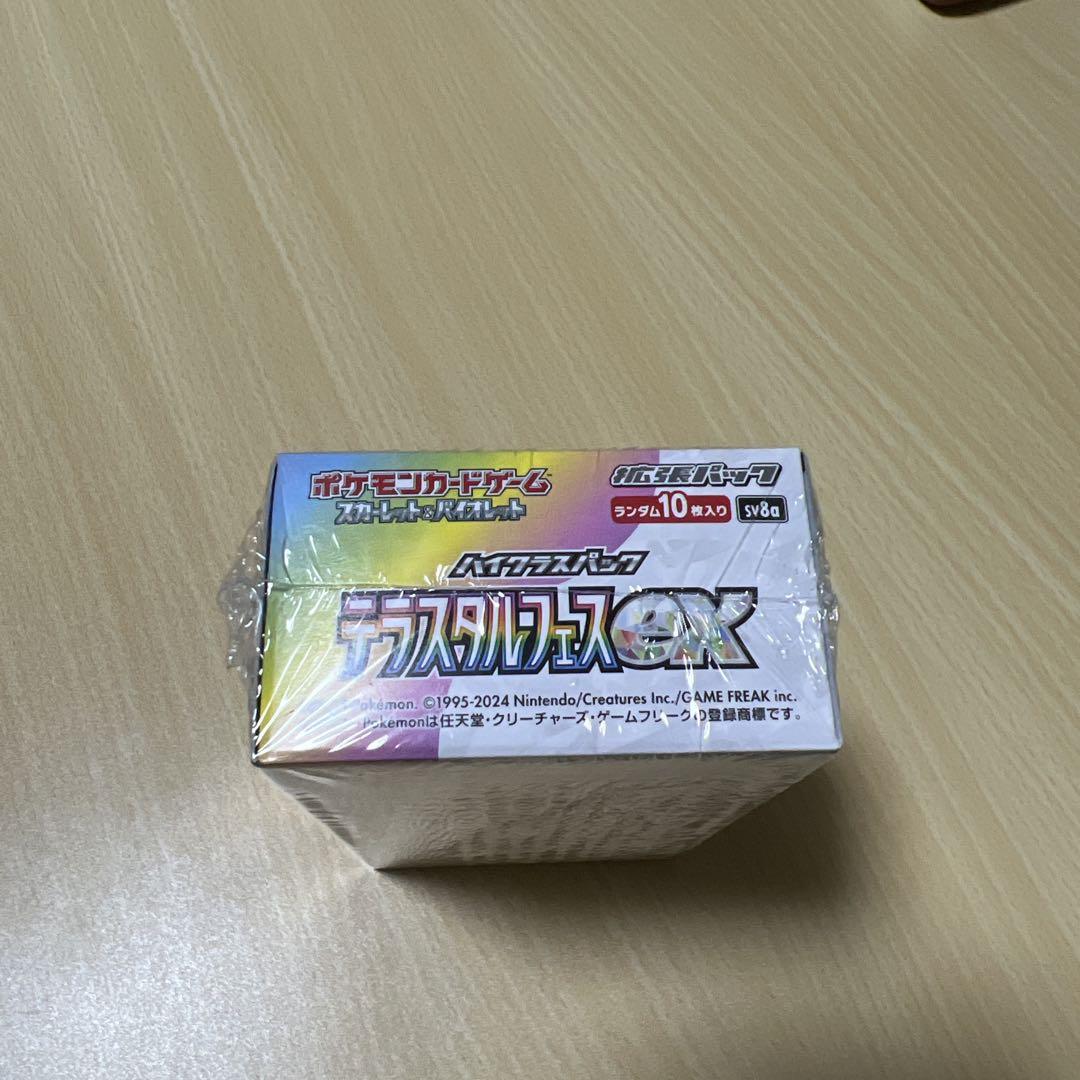 ポケモンカードゲーム
スカーレット&バイオレット
拡張パック
ランダム10枚入り sv8a
ハイクラスパック
テラスタルフェスex
Pokémon. ©1995-2024 Nintendo/Creatures Inc./GAME FREAK inc.
Pokémonは任天堂・クリーチャーズ・ゲームフリークの登録商標です。